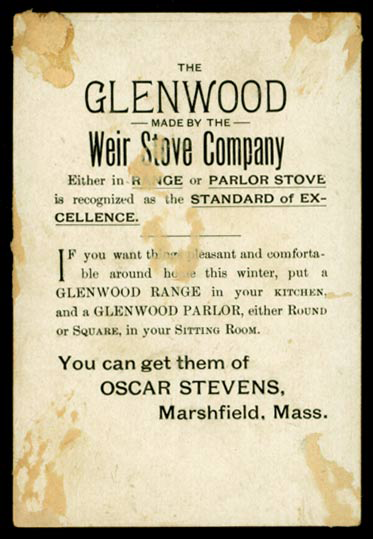 THE
GLENWOOD
— MADE BY THE —
Weir Stove Company
Either in RANGE or PARLOR STOVE
is recognized as the STANDARD of EX-
CELLENCE.
IF you want things pleasant and comforta-
ble around home this winter, put a
GLENWOOD RANGE in your KITCHEN,
and a GLENWOOD PARLOR, either ROUND
or SQUARE, in your SITTING ROOM.
You can get them of
OSCAR STEVENS,
Marshfield, Mass.